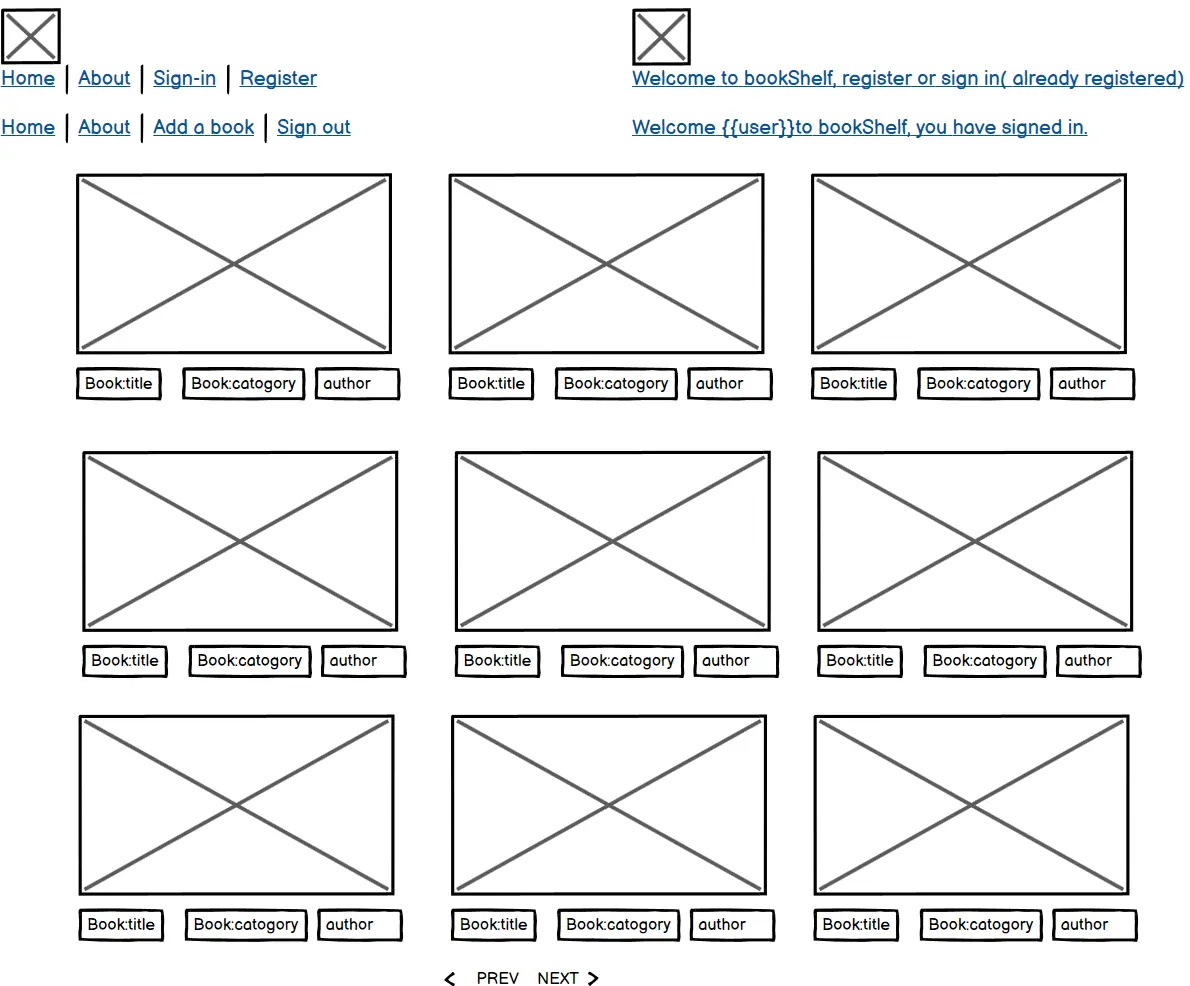 Home | About | Sign-in | Register
Welcome to bookShelf, register or sign in( already registered)
Home | About | Add a book | Sign out
Welcome {{user}}to bookShelf, you have signed in.
Book:title Book:catogory author Book:title Book:catogory author Book:title Book:catogory author
Book:title Book:catogory author Book:title Book:catogory author Book:title Book:catogory author
Book:title Book:catogory author Book:title Book:catogory author Book:title Book:catogory author
< PREV NEXT >